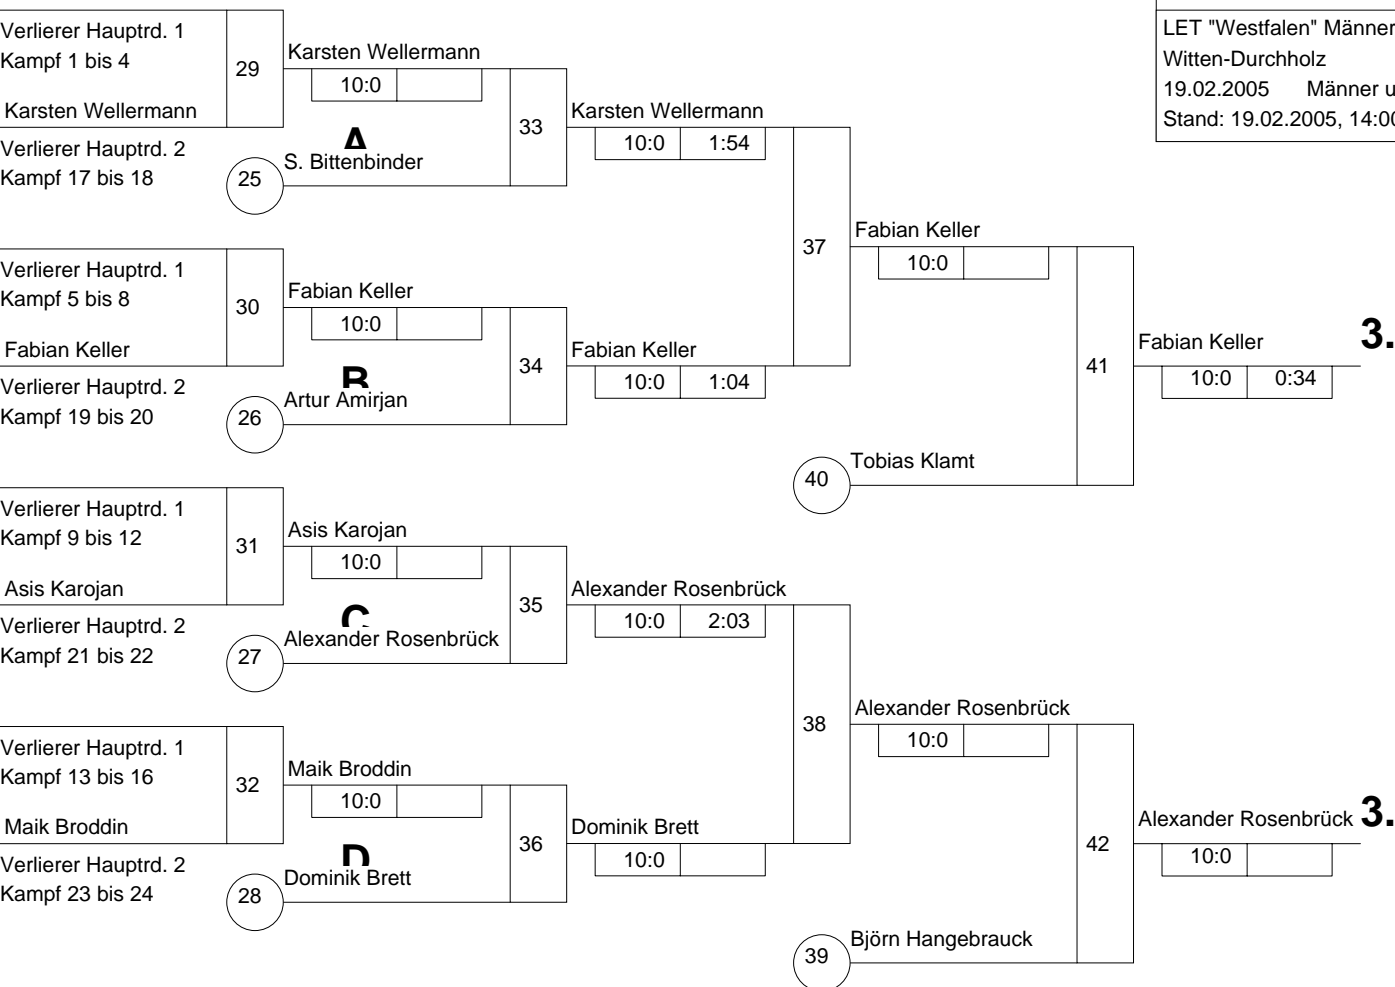 LET "Westfalen" Männer
Witten-Durchholz
19.02.2005 Männer u
Stand: 19.02.2005, 14:00
Verlierer Hauptrd. 1
Kampf 1 bis 4
29
Karsten Wellermann
10:0
Karsten Wellermann
A
33
Karsten Wellermann
10:0 1:54
Verlierer Hauptrd. 2
Kampf 17 bis 18
25
S. Bittenbinder
37
Fabian Keller
10:0
Verlierer Hauptrd. 1
Kampf 5 bis 8
30
Fabian Keller
10:0
Fabian Keller
B
34
Fabian Keller
10:0 1:04
Verlierer Hauptrd. 2
Kampf 19 bis 20
26
Artur Amirjan
41
Fabian Keller 3.
10:0 0:34
40
Tobias Klamt
Verlierer Hauptrd. 1
Kampf 9 bis 12
31
Asis Karojan
10:0
Asis Karojan
C
35
Alexander Rosenbrück
10:0 2:03
Verlierer Hauptrd. 2
Kampf 21 bis 22
27
Alexander Rosenbrück
38
Alexander Rosenbrück
10:0
Verlierer Hauptrd. 1
Kampf 13 bis 16
32
Maik Broddin
10:0
Maik Broddin
D
36
Dominik Brett
10:0
Verlierer Hauptrd. 2
Kampf 23 bis 24
28
Dominik Brett
42
Alexander Rosenbrück 3.
10:0
39
Björn Hangebrauck